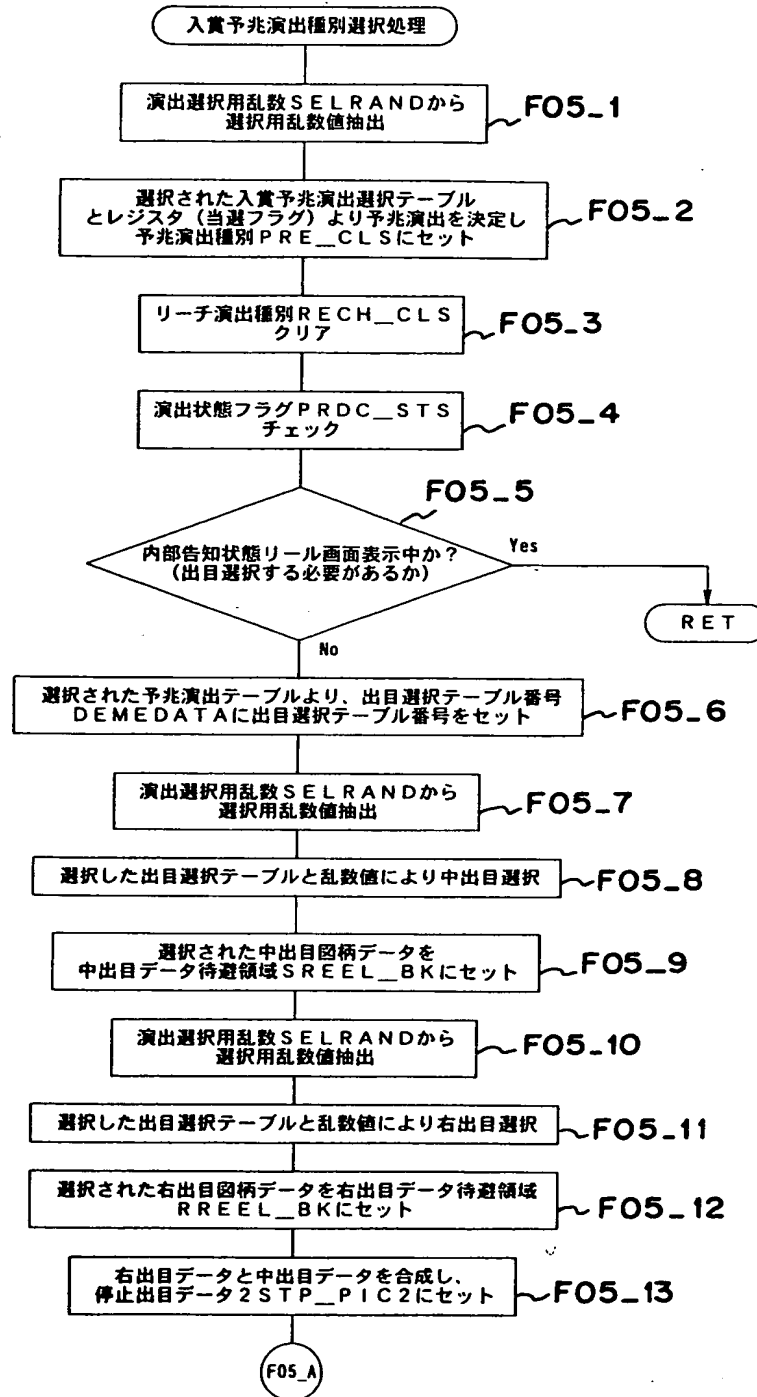 入賞予兆演出種別選択処理
演出選択用乱数SELRANDから
選択用乱数値抽出
F05_1
選択された入賞予兆演出選択テーブル
とレジスタ(当選フラグ)より予兆演出を決定し
予兆演出種別PRE__CLSにセット
F05_2
リーチ演出種別RECH__CLS
クリア
F05_3
演出状態フラグPRDC__STS
チェック
F05_4
F05_5
内部告知状態リール画面表示中か?
(出目選択する必要があるか)
Yes
RET
No
選択された予兆演出テーブルより、出目選択テーブル番号
DEMEDATAに出目選択テーブル番号をセット
F05_6
演出選択用乱数SELRANDから
選択用乱数値抽出
F05_7
選択した出目選択テーブルと乱数値により中出目選択
F05_8
選択された中出目図柄データを
中出目データ待避領域SREEL__BKにセット
F05_9
演出選択用乱数SELRANDから
選択用乱数値抽出
F05_10
選択した出目選択テーブルと乱数値により右出目選択
F05_11
選択された右出目図柄データを右出目データ待避領域
RREEL__BKにセット
F05_12
右出目データと中出目データを合成し、
停止出目データ2STP__PIC2にセット
F05_13
F05_A